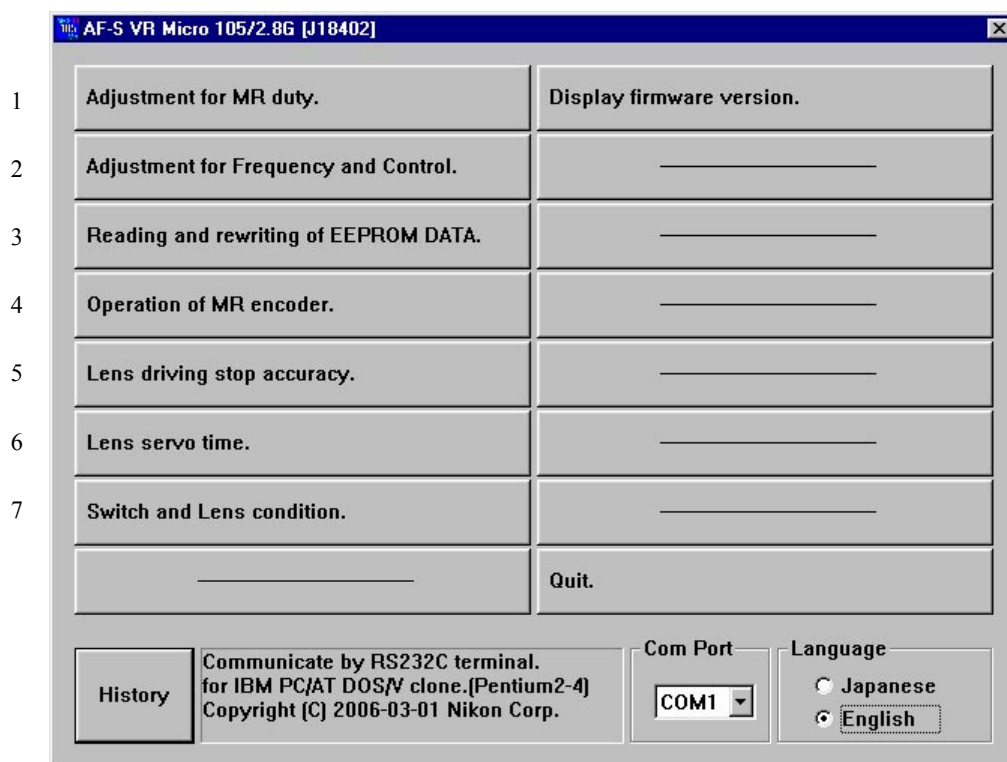 AF-S VR Micro 105/2.8G [J18402]
1 Adjustment for MR duty. Display firmware version.
2 Adjustment for Frequency and Control.
3 Reading and rewriting of EEPROM DATA.
4 Operation of MR encoder.
5 Lens driving stop accuracy.
6 Lens servo time.
7 Switch and Lens condition.
Quit.
History
Communicate by RS232C terminal.
for IBM PC/AT DOS/V clone.(Pentium2-4)
Copyright (C) 2006-03-01 Nikon Corp.
Com Port
COM1
Language
Japanese
English